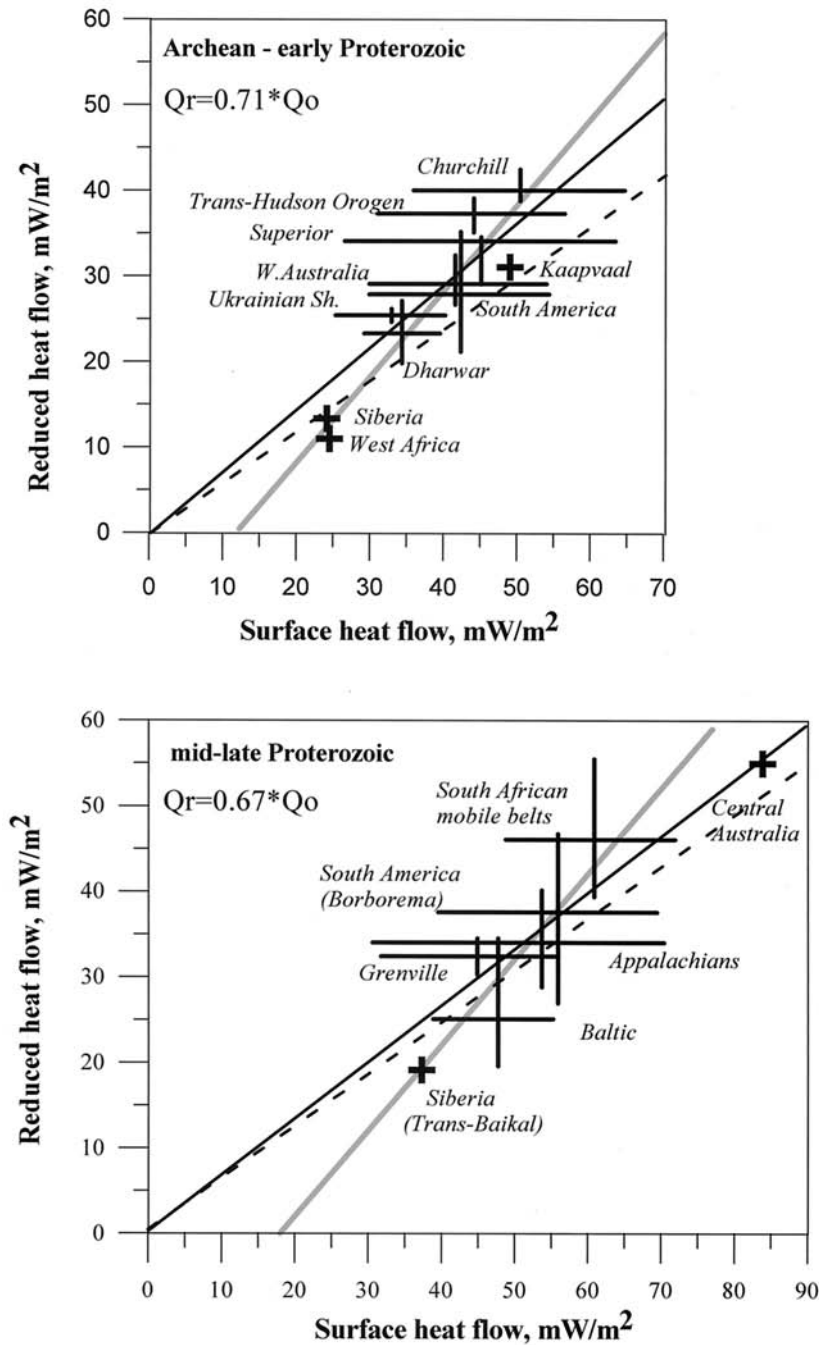 60
50
40
30
20
10
0
Reduced heat flow, mW/m²
Archean - early Proterozoic
Qr=0.71*Qo
Churchill
Trans-Hudson Orogen
Superior
W.Australia
Kaapvaal
Ukrainian Sh.
South America
Dharwar
Siberia
West Africa
0 10 20 30 40 50 60 70
Surface heat flow, mW/m²
60
50
40
30
20
10
0
Reduced heat flow, mW/m²
mid-late Proterozoic
Qr=0.67*Qo
South African
mobile belts
Central
Australia
South America
(Borborema)
Grenville
Appalachians
Baltic
Siberia
(Trans-Baikal)
0 10 20 30 40 50 60 70 80 90
Surface heat flow, mW/m²